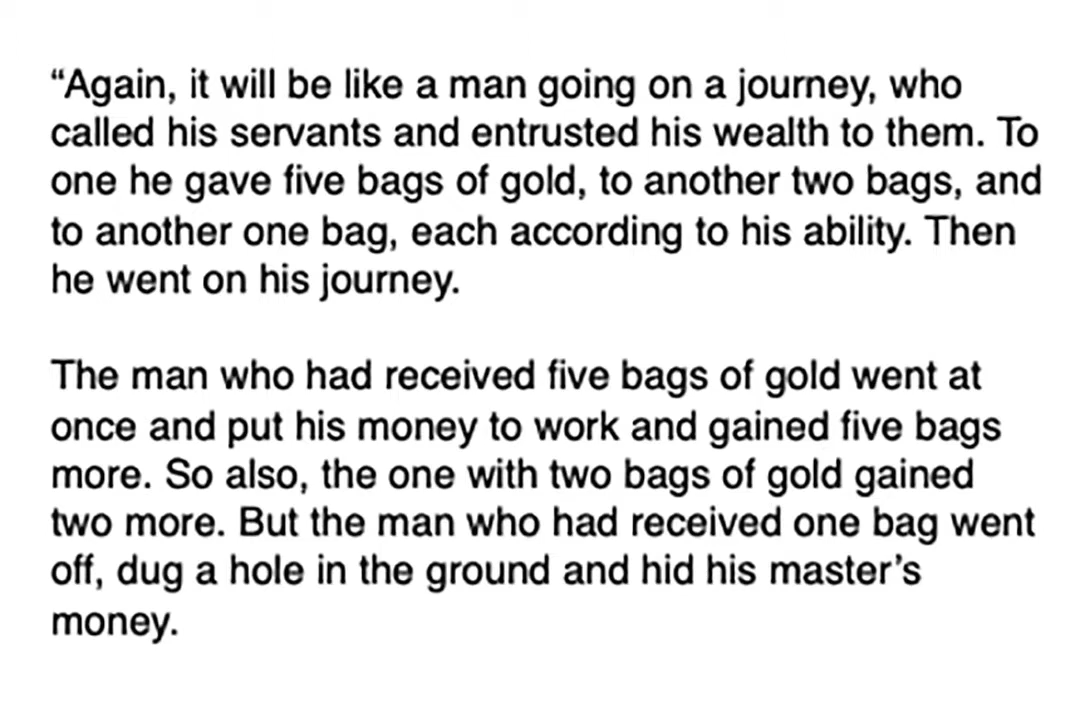 “Again, it will be like a man going on a journey, who
called his servants and entrusted his wealth to them. To
one he gave five bags of gold, to another two bags, and
to another one bag, each according to his ability. Then
he went on his journey.
The man who had received five bags of gold went at
once and put his money to work and gained five bags
more. So also, the one with two bags of gold gained
two more. But the man who had received one bag went
off, dug a hole in the ground and hid his master’s
money.